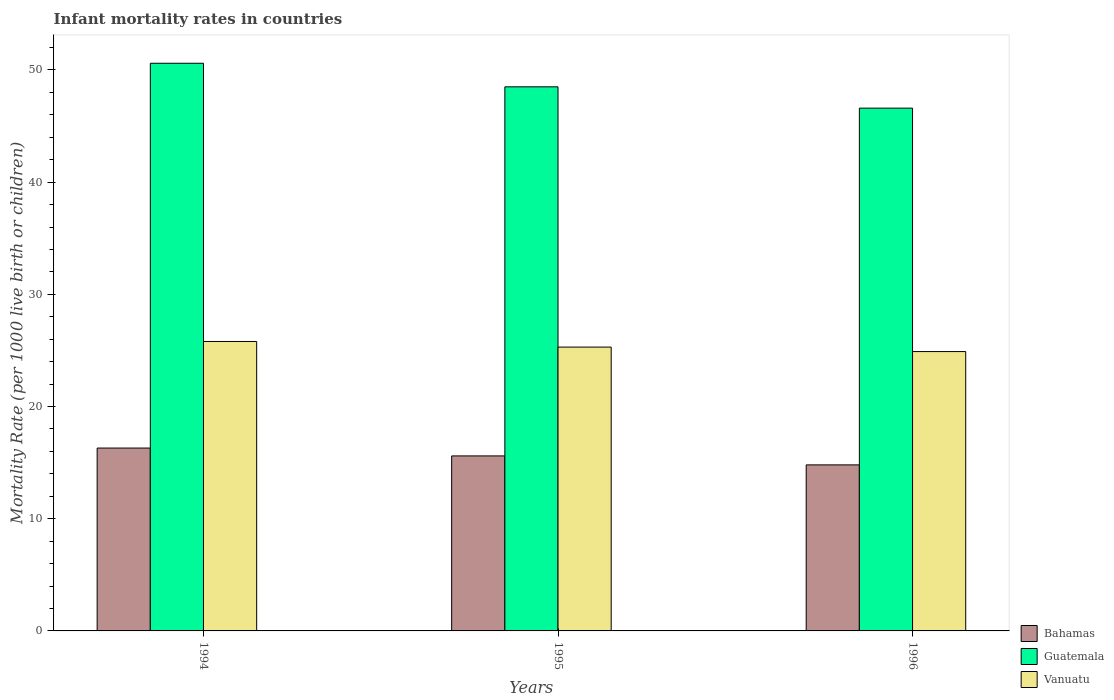 Infant mortality rates in countries
Mortality Rate (per 1000 live birth or children)
50
40
30
20
10
0
1994
1995
1996
Years
Bahamas
Guatemala
Vanuatu